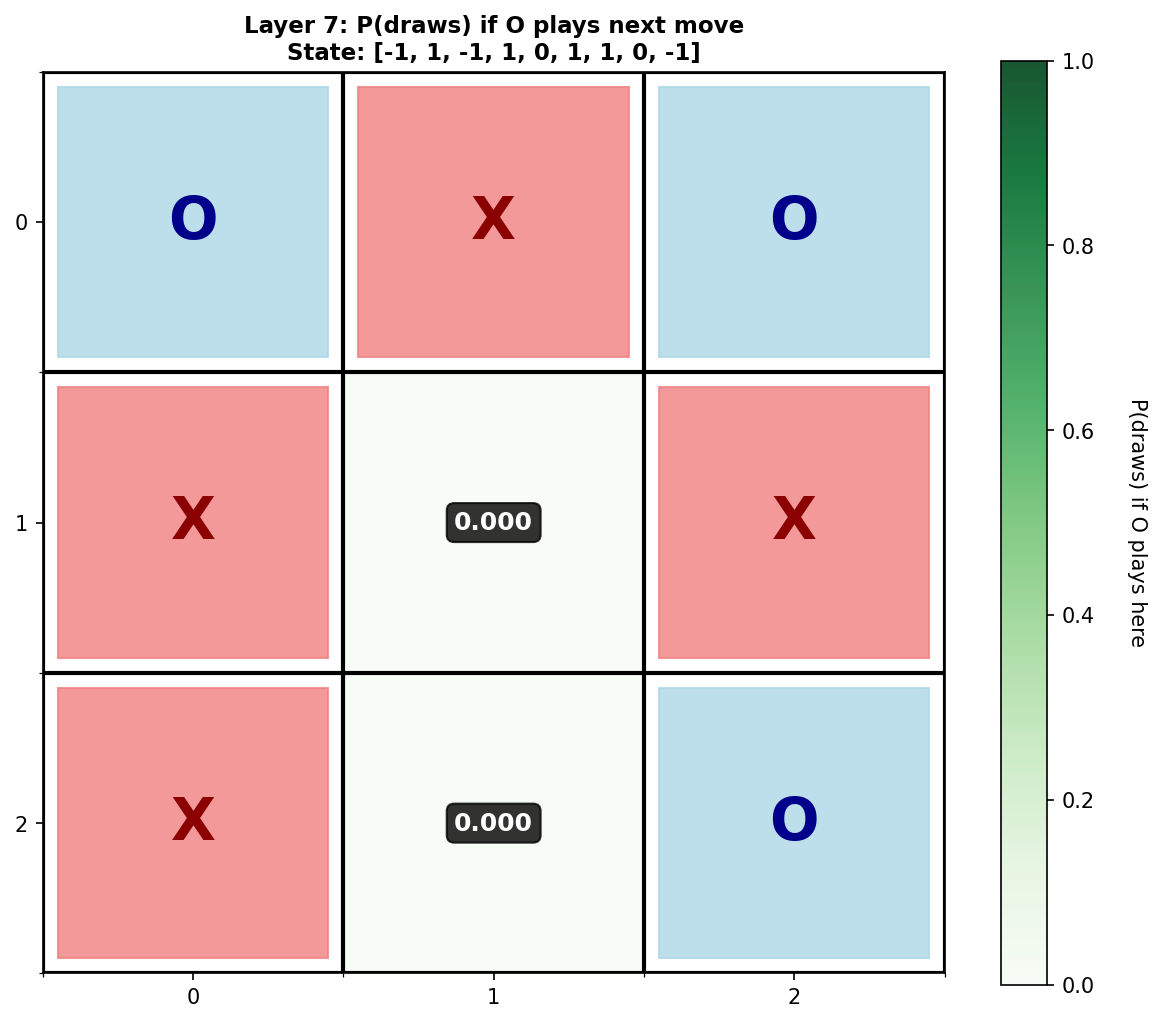 Layer 7: P(draws) if O plays next move
State: [-1, 1, -1, 1, 0, 1, 1, 0, -1]
O X O
0
X 0.000 X
1
X 0.000 O
2
0 1 2
1.0
0.8
0.6
0.4
0.2
0.0
P(draws) if O plays here